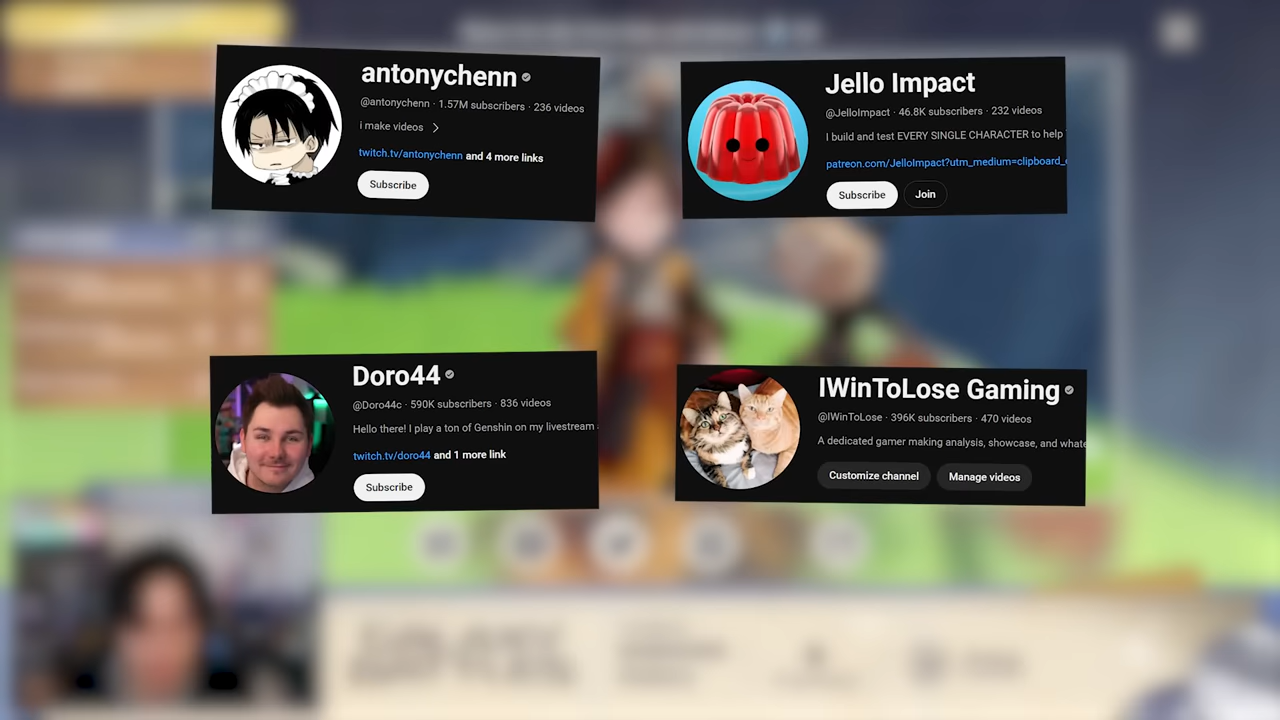 antonychenn
@antonychenn · 1.57M subscribers · 236 videos
i make videos
twitch.tv/antonychenn and 4 more links
Subscribe
Jello Impact
@JelloImpact · 46.8K subscribers · 232 videos
I build and test EVERY SINGLE CHARACTER to help
patreon.com/JelloImpact?utm_medium=clipboard_
Subscribe Join
Doro44
@Doro44c · 590K subscribers · 836 videos
Hello there! I play a ton of Genshin on my livestream
twitch.tv/doro44 and 1 more link
Subscribe
IWinToLose Gaming
@IWinToLose · 396K subscribers · 470 videos
A dedicated gamer making analysis, showcase, and whate
Customize channel Manage videos